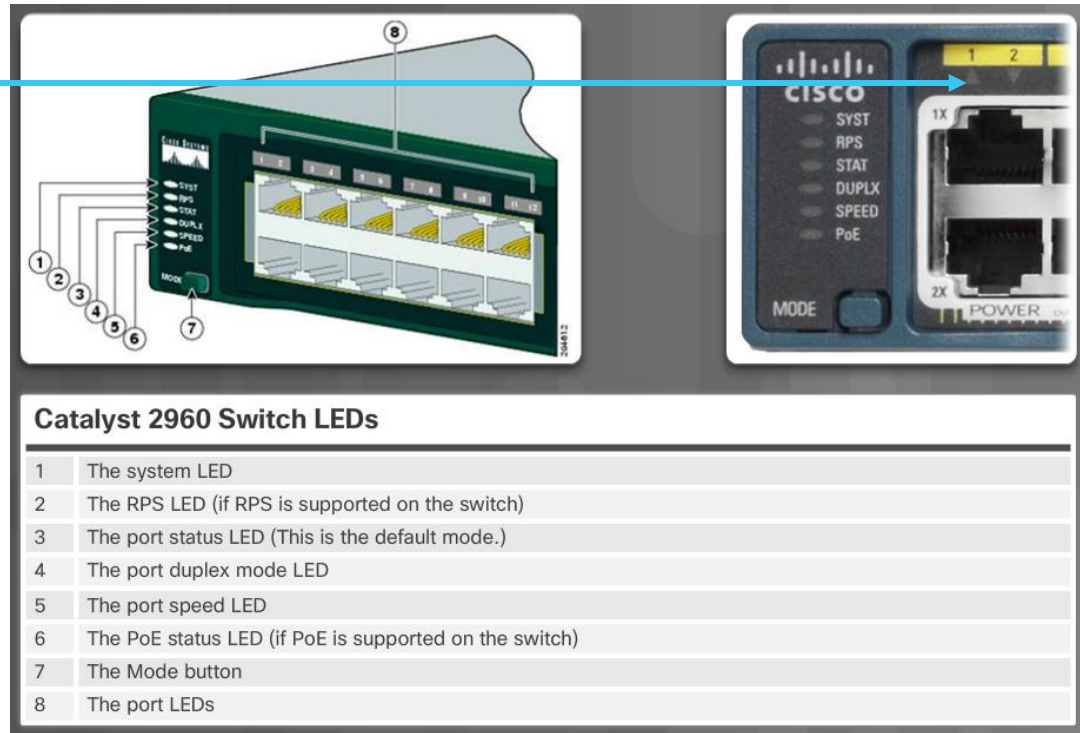 8
CISCO SYSTEMS
1 2 3 4 5 6 7 8 9 10 11 12
SYST
RPS
STAT
DUPLX
SPEED
PoE
MODE
1
2
3
4
5
6
7
204612
CISCO
1 2
SYST
RPS
STAT
DUPLX
SPEED
PoE
MODE
1X
2X
POWER
Catalyst 2960 Switch LEDs
1 The system LED
2 The RPS LED (if RPS is supported on the switch)
3 The port status LED (This is the default mode.)
4 The port duplex mode LED
5 The port speed LED
6 The PoE status LED (if PoE is supported on the switch)
7 The Mode button
8 The port LEDs